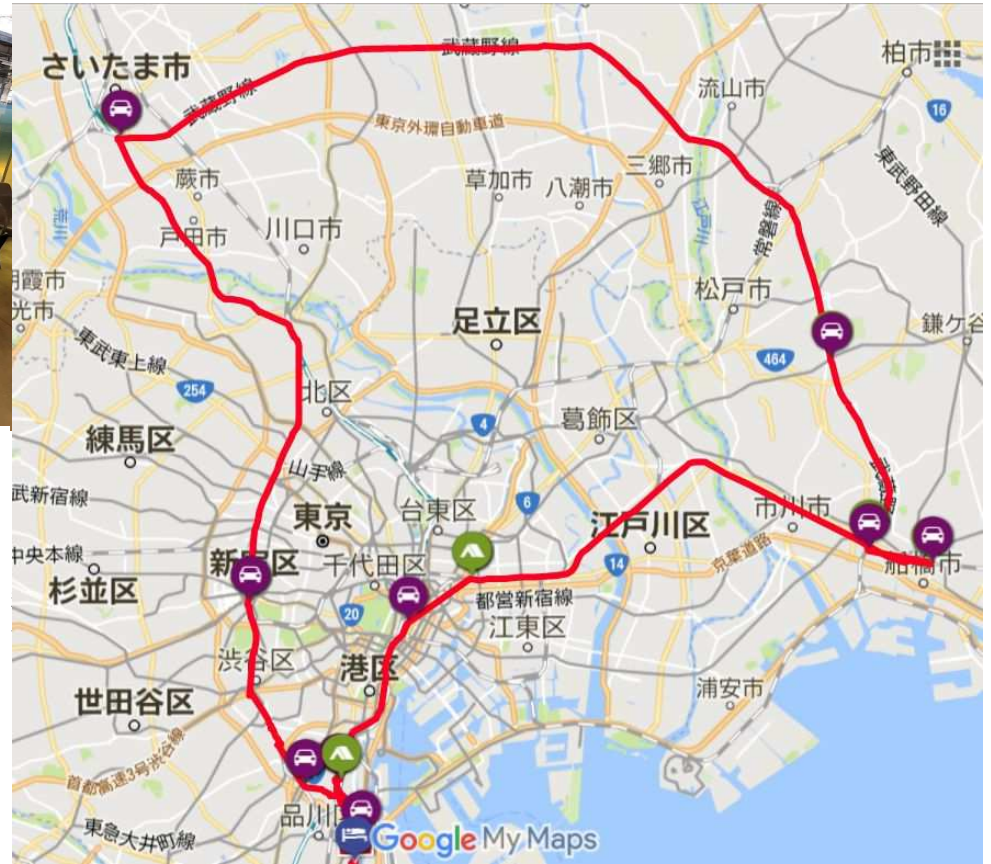 武蔵野線
柏市
さいたま市
流山市
16
武蔵野線
東京外環自動車道
三郷市
東武野田線
蕨市
草加市
八潮市
江戸川
常磐線
荒川
戸田市
川口市
朝霞市
松戸市
光市
足立区
鎌ケ谷
東武東上線
464
254
北区
4
葛飾区
練馬区
山手線
武蔵野線
武新宿線
6
市川市
東京
台東区
江戸川区
中央本線
新宿区
千代田区
14
京葉道路
船橋市
杉並区
20
都営新宿線
江東区
渋谷区
港区
浦安市
世田谷区
首都高速3号渋谷線
品川区
東急大井町線
Google My Maps